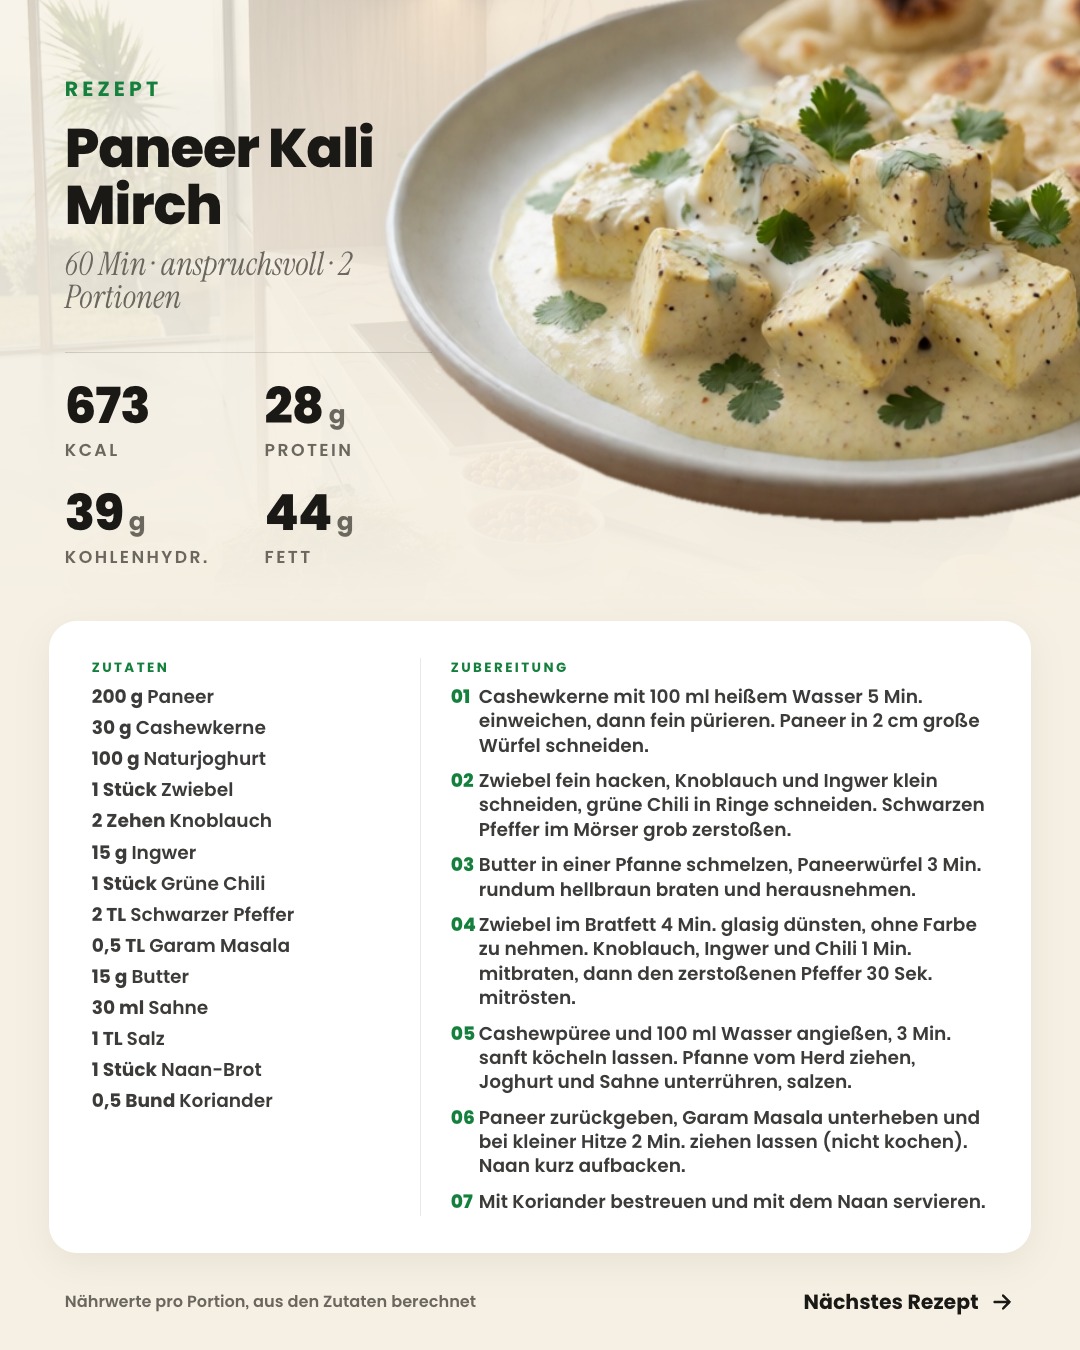 REZEPT
Paneer Kali
Mirch
60 Min · anspruchsvoll · 2
Portionen
673
KCAL
28 g
PROTEIN
39 g
KOHLENHYDR.
44 g
FETT
ZUTATEN
200 g Paneer
30 g Cashewkerne
100 g Naturjoghurt
1 Stück Zwiebel
2 Zehen Knoblauch
15 g Ingwer
1 Stück Grüne Chili
2 TL Schwarzer Pfeffer
0,5 TL Garam Masala
15 g Butter
30 ml Sahne
1 TL Salz
1 Stück Naan-Brot
0,5 Bund Koriander
ZUBEREITUNG
01 Cashewkerne mit 100 ml heißem Wasser 5 Min.
einweichen, dann fein pürieren. Paneer in 2 cm große
Würfel schneiden.
02 Zwiebel fein hacken, Knoblauch und Ingwer klein
schneiden, grüne Chili in Ringe schneiden. Schwarzen
Pfeffer im Mörser grob zerstoßen.
03 Butter in einer Pfanne schmelzen, Paneerwürfel 3 Min.
rundum hellbraun braten und herausnehmen.
04 Zwiebel im Bratfett 4 Min. glasig dünsten, ohne Farbe
zu nehmen. Knoblauch, Ingwer und Chili 1 Min.
mitbraten, dann den zerstoßenen Pfeffer 30 Sek.
mitrösten.
05 Cashewpüree und 100 ml Wasser angießen, 3 Min.
sanft köcheln lassen. Pfanne vom Herd ziehen,
Joghurt und Sahne unterrühren, salzen.
06 Paneer zurückgeben, Garam Masala unterheben und
bei kleiner Hitze 2 Min. ziehen lassen (nicht kochen).
Naan kurz aufbacken.
07 Mit Koriander bestreuen und mit dem Naan servieren.
Nährwerte pro Portion, aus den Zutaten berechnet
Nächstes Rezept →